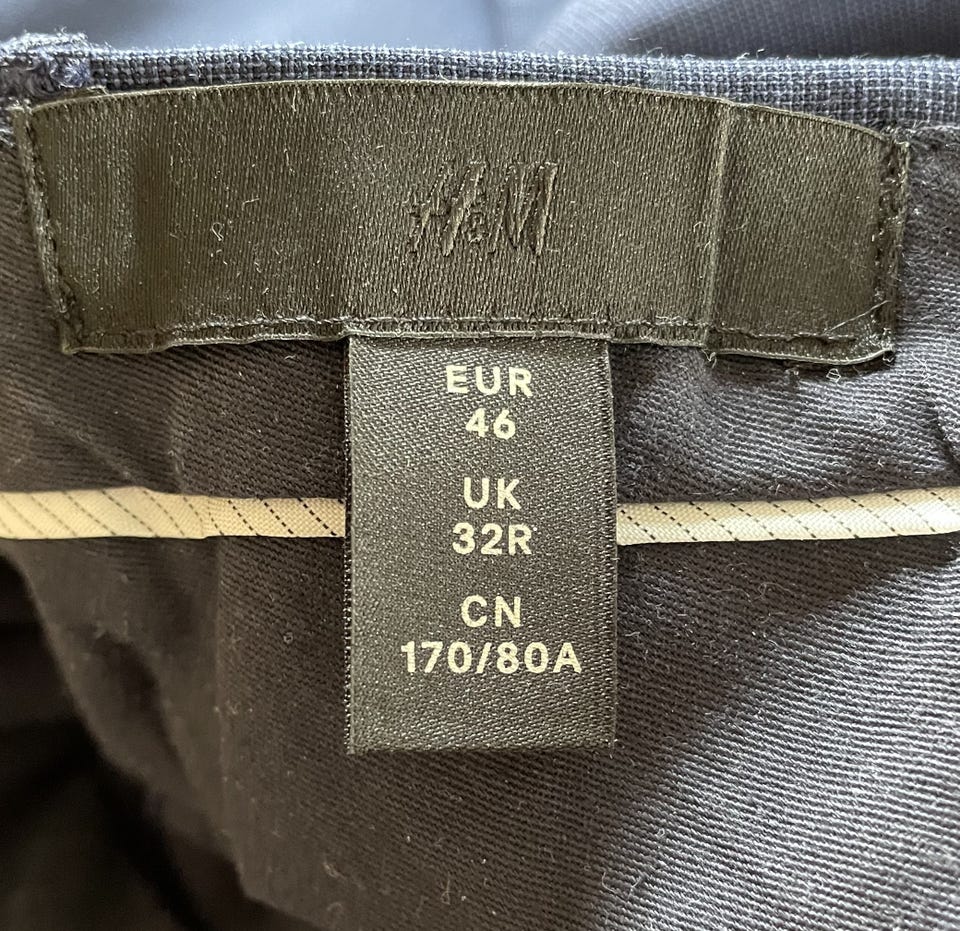 H&M
EUR
46
UK
32R
CN
170/80A